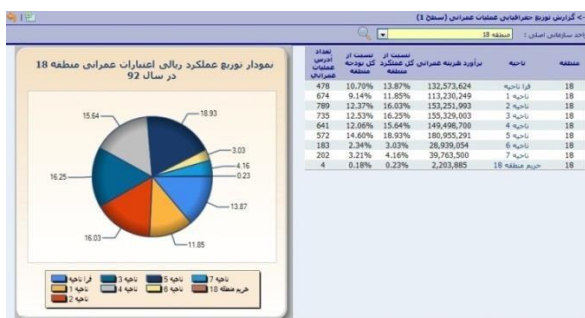 -> گزارش توزیع جغرافیایی عملیات عمرانی (سطح 1)
واحد سازمانی اصلی : منطقه 18
نمودار توزیع عملکرد ریالی اعتبارات عمرانی منطقه 18
در سال 92
18.93
3.03
4.16
0.23
13.87
11.85
16.03
16.25
15.64
فرا ناحیه
ناحیه 1
ناحیه 2
ناحیه 3
ناحیه 4
ناحیه 5
ناحیه 6
ناحیه 7
حریم منطقه 18
منطقه ناحیه برآورد هزینه عمرانی نسبت از کل عملکرد منطقه نسبت از کل بودجه منطقه تعداد آدرس عملیات عمرانی
18 فرا ناحیه 132,573,624 13.87% 10.70% 478
18 ناحیه 1 113,230,249 11.85% 9.14% 674
18 ناحیه 2 153,251,993 16.03% 12.37% 789
18 ناحیه 3 155,329,003 16.25% 12.53% 735
18 ناحیه 4 149,498,700 15.64% 12.06% 641
18 ناحیه 5 180,955,291 18.93% 14.60% 572
18 ناحیه 6 28,939,054 3.03% 2.34% 183
18 ناحیه 7 39,763,500 4.16% 3.21% 202
18 حریم منطقه 18 2,203,885 0.23% 0.18% 4